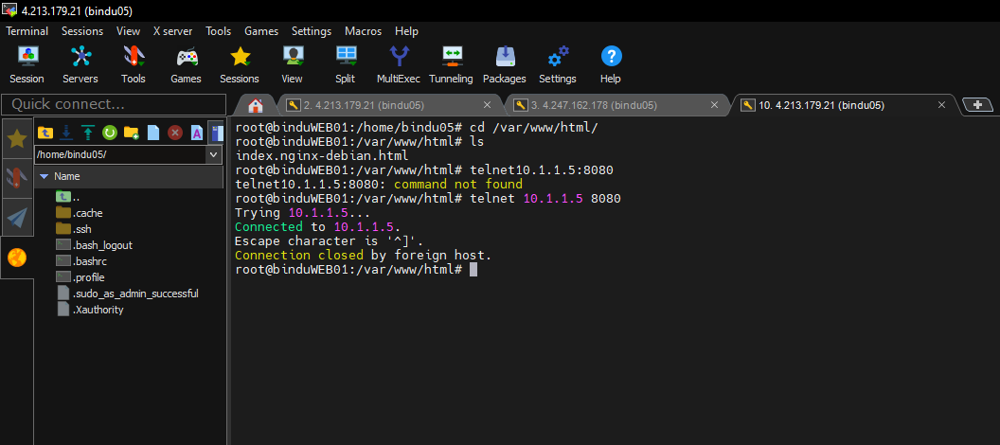 4.213.179.21 (bindu05)
Terminal Sessions View X server Tools Games Settings Macros Help
Session Servers Tools Games Sessions View Split MultiExec Tunneling Packages Settings Help
Quick connect...
2. 4.213.179.21 (bindu05)
3. 4.247.162.178 (bindu05)
10. 4.213.179.21 (bindu05)
/home/bindu05/
Name
..
.cache
.ssh
.bash_logout
.bashrc
.profile
.sudo_as_admin_successful
.Xauthority
root@binduWEB01:/home/bindu05# cd /var/www/html/
root@binduWEB01:/var/www/html# ls
index.nginx-debian.html
root@binduWEB01:/var/www/html# telnet10.1.1.5:8080
telnet10.1.1.5:8080: command not found
root@binduWEB01:/var/www/html# telnet 10.1.1.5 8080
Trying 10.1.1.5...
Connected to 10.1.1.5.
Escape character is '^]'.
Connection closed by foreign host.
root@binduWEB01:/var/www/html#